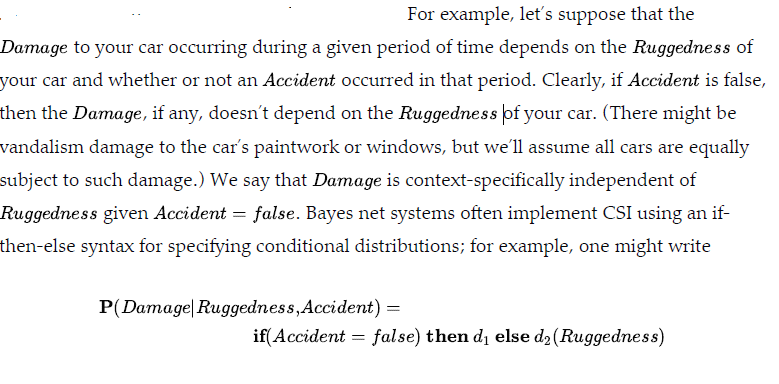 For example, let's suppose that the
Damage to your car occurring during a given period of time depends on the Ruggedness of
your car and whether or not an Accident occurred in that period. Clearly, if Accident is false,
then the Damage, if any, doesn't depend on the Ruggedness of your car. (There might be
vandalism damage to the car's paintwork or windows, but we'll assume all cars are equally
subject to such damage.) We say that Damage is context-specifically independent of
Ruggedness given Accident = false. Bayes net systems often implement CSI using an if-
then-else syntax for specifying conditional distributions; for example, one might write
P(Damage|Ruggedness,Accident) =
if(Accident = false) then d₁ else d₂(Ruggedness)